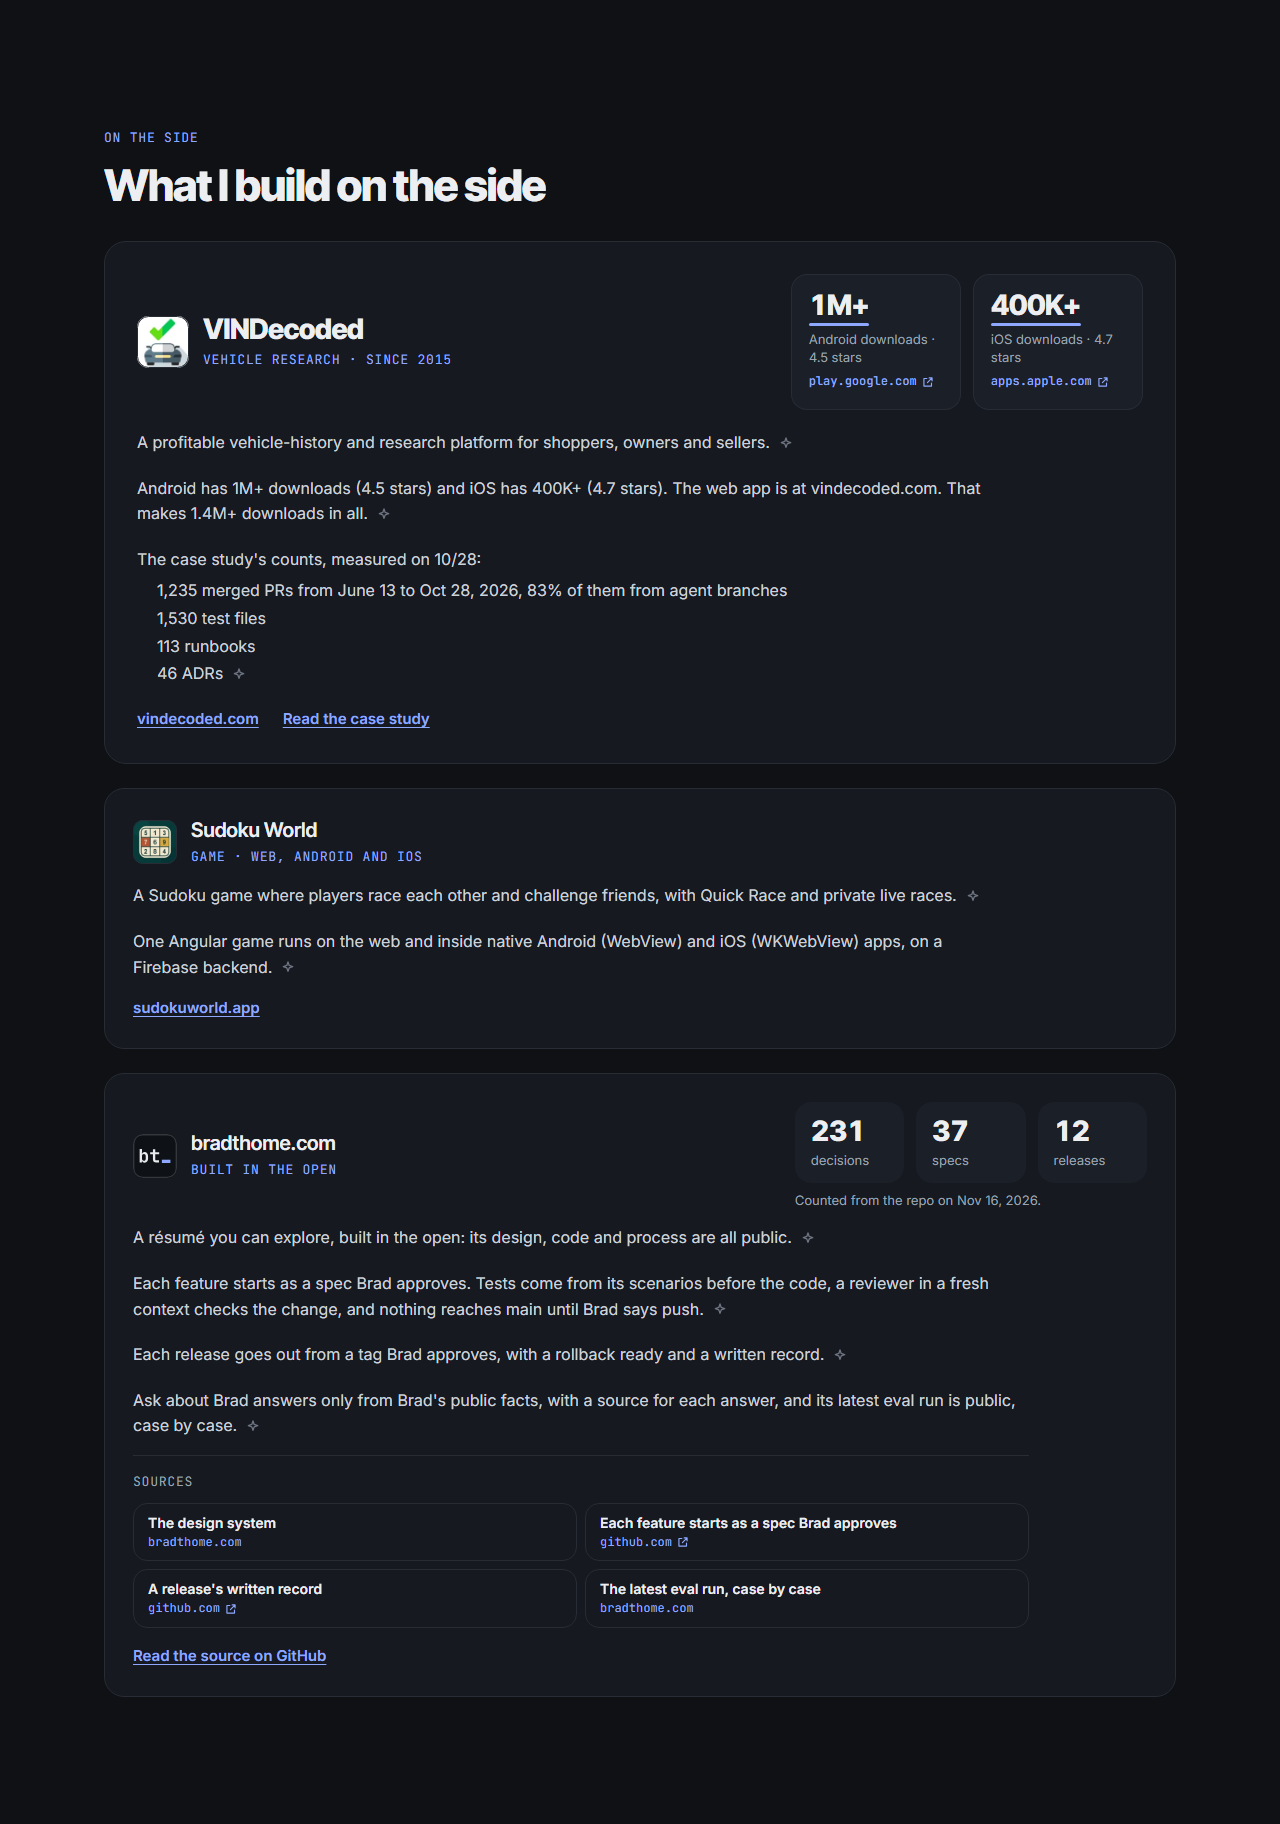 ON THE SIDE
What I build on the side
VINDecoded
VEHICLE RESEARCH · SINCE 2015
1M+
Android downloads ·
4.5 stars
play.google.com
400K+
iOS downloads · 4.7
stars
apps.apple.com
A profitable vehicle-history and research platform for shoppers, owners and sellers.
Android has 1M+ downloads (4.5 stars) and iOS has 400K+ (4.7 stars). The web app is at vindecoded.com. That
makes 1.4M+ downloads in all.
The case study's counts, measured on 10/28:
1,235 merged PRs from June 13 to Oct 28, 2026, 83% of them from agent branches
1,530 test files
113 runbooks
46 ADRs
vindecoded.com Read the case study
Sudoku World
GAME · WEB, ANDROID AND IOS
A Sudoku game where players race each other and challenge friends, with Quick Race and private live races.
One Angular game runs on the web and inside native Android (WebView) and iOS (WKWebView) apps, on a
Firebase backend.
sudokuworld.app
bt_
bradthome.com
BUILT IN THE OPEN
231
decisions
37
specs
12
releases
Counted from the repo on Nov 16, 2026.
A résumé you can explore, built in the open: its design, code and process are all public.
Each feature starts as a spec Brad approves. Tests come from its scenarios before the code, a reviewer in a fresh
context checks the change, and nothing reaches main until Brad says push.
Each release goes out from a tag Brad approves, with a rollback ready and a written record.
Ask about Brad answers only from Brad's public facts, with a source for each answer, and its latest eval run is public,
case by case.
SOURCES
The design system
bradthome.com
Each feature starts as a spec Brad approves
github.com
A release's written record
github.com
The latest eval run, case by case
bradthome.com
Read the source on GitHub